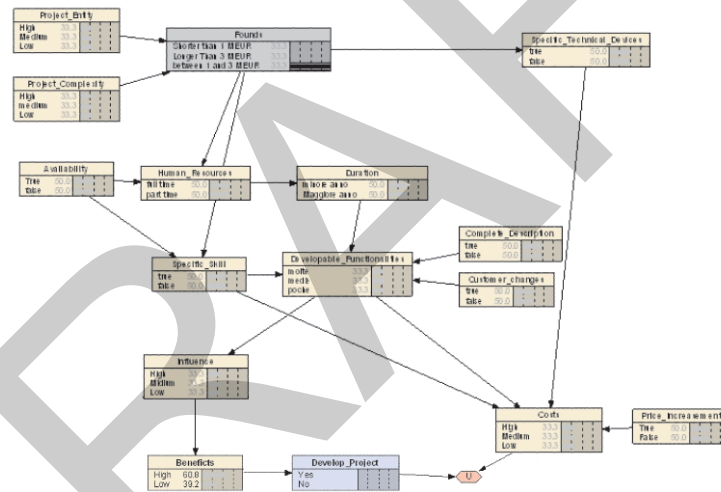 Project_Entity
High 33.3
Medium 33.3
Low 33.3
Project_Complexity
High 33.3
medium 33.3
Low 33.3
Pounds
Shorter than 1 MEUR 33.3
Longer Than 3 MEUR 33.3
between 1 and 3 MEUR 33.3
Specific_Technical_Devices
true 50.0
false 50.0
Availability
True 50.0
false 50.0
Human_Resources
full time 50.0
part time 50.0
Duration
minore anno 50.0
Maggiore anno 50.0
Complete_Description
true 50.0
false 50.0
Specific_Skill
true 50.0
false 50.0
Developable_Functionalities
molte 33.3
medie 33.3
poche 33.3
Customer_changes
true 50.0
false 50.0
Influence
High 33.3
Midium 33.3
Low 33.3
Costs
High 33.3
Medium 33.3
Low 33.3
Price_Increasement
True 50.0
False 50.0
Beneficts
High 60.8
Low 39.2
Develop_Project
Yes
No
U